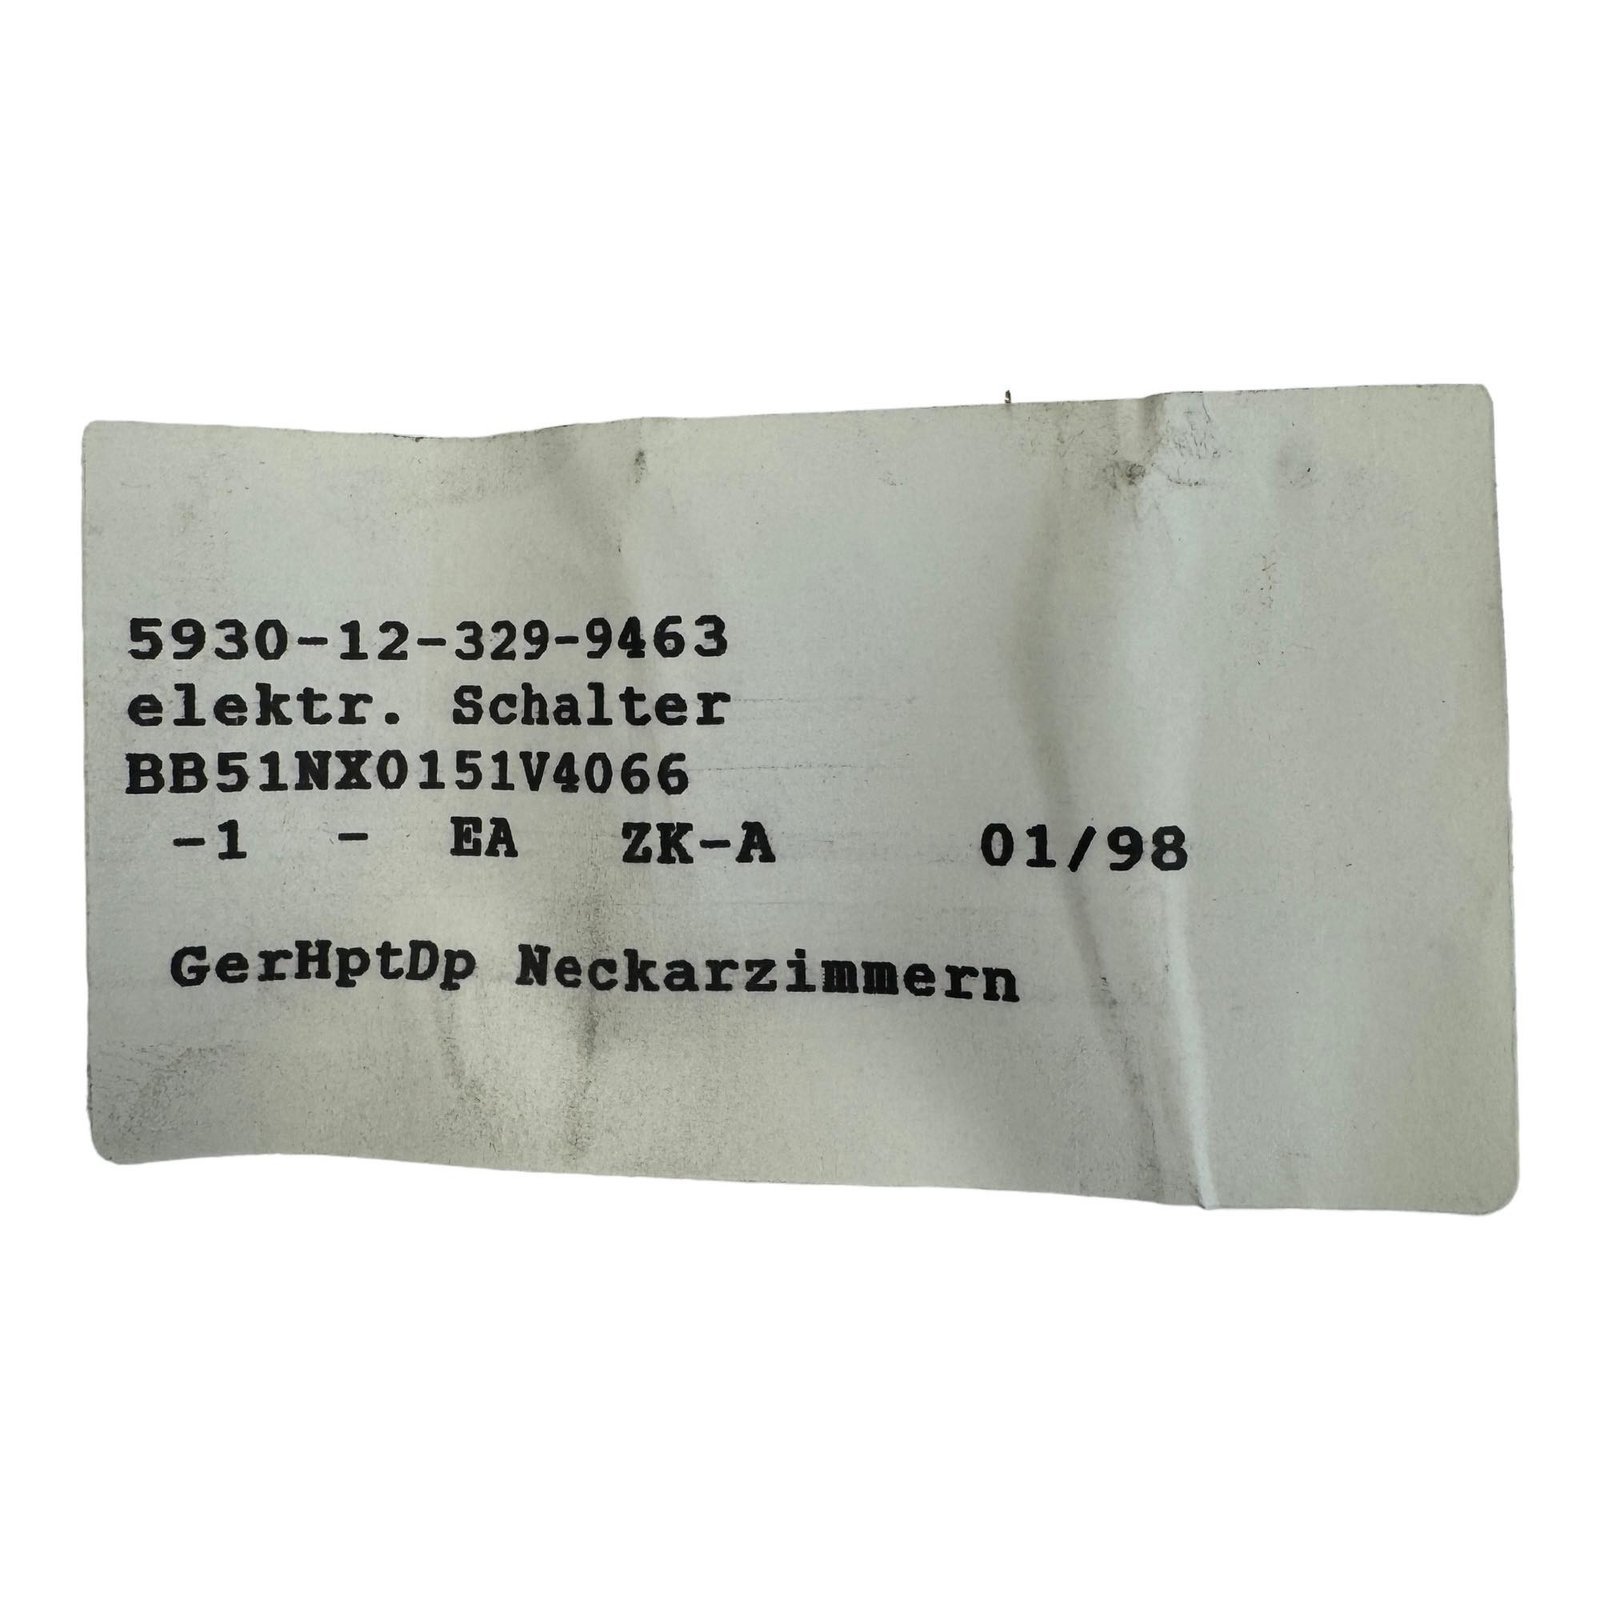 5930-12-329-9463
elektr. Schalter
BB51NX0151V4066
-1 - EA ZK-A 01/98
GerHptDp Neckarzimmern